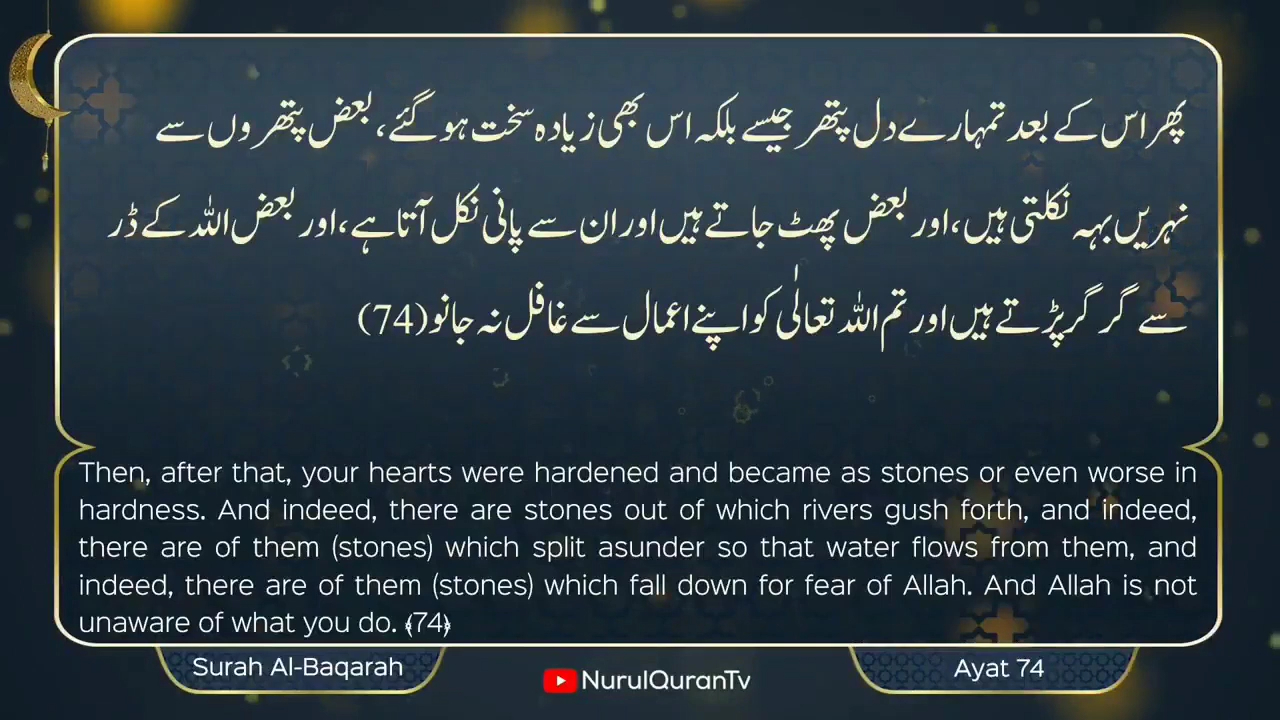 پھر اس کے بعد تمہارے دل پتھر جیسے بلکہ اس بھی زیادہ سخت ہوگئے، بعض پتھروں سے
نہریں بہہ نکلتی ہیں، اور بعض پھٹ جاتے ہیں اور ان سے پانی نکل آتا ہے، اور بعض اللہ کے ڈر
سے گر گر پڑتے ہیں اور تم اللہ تعالٰی کو اپنے اعمال سے غافل نہ جانو (74)
Then, after that, your hearts were hardened and became as stones or even worse in
hardness. And indeed, there are stones out of which rivers gush forth, and indeed,
there are of them (stones) which split asunder so that water flows from them, and
indeed, there are of them (stones) which fall down for fear of Allah. And Allah is not
unaware of what you do. ﴾74﴿
Surah Al-Baqarah
NurulQuranTv
Ayat 74